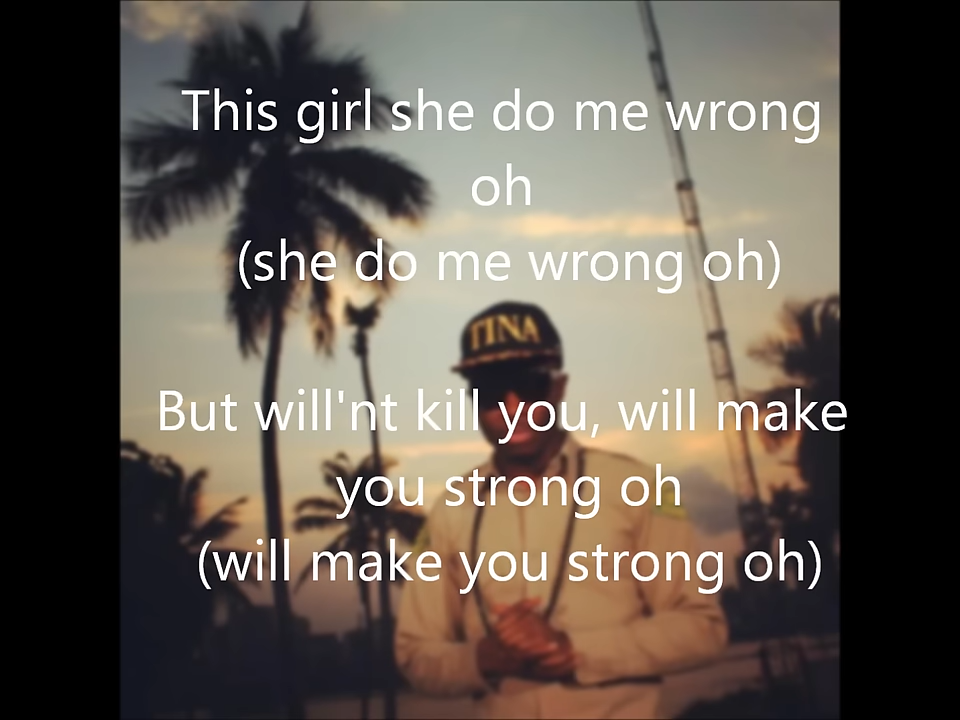 This girl she do me wrong
oh
(she do me wrong oh)
TINA
But will'nt kill you, will make
you strong oh
(will make you strong oh)